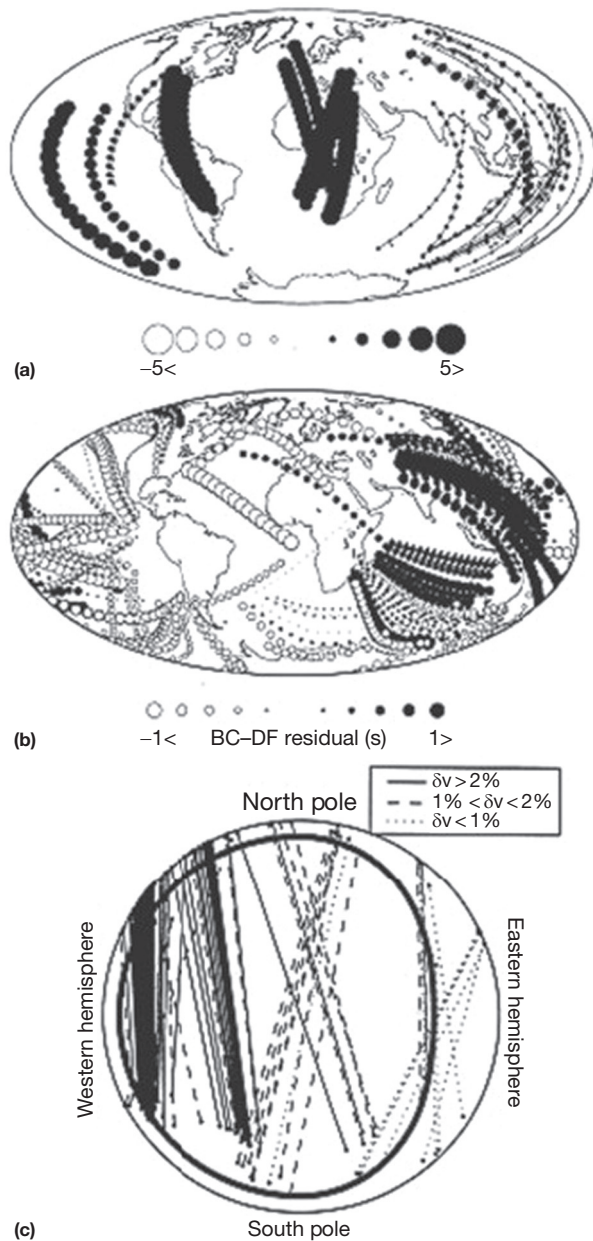 −5<
5>
(a)
−1<
BC–DF residual (s)
1>
(b)
δv > 2%
1% < δv < 2%
δv < 1%
North pole
Western hemisphere
Eastern hemisphere
(c)
South pole